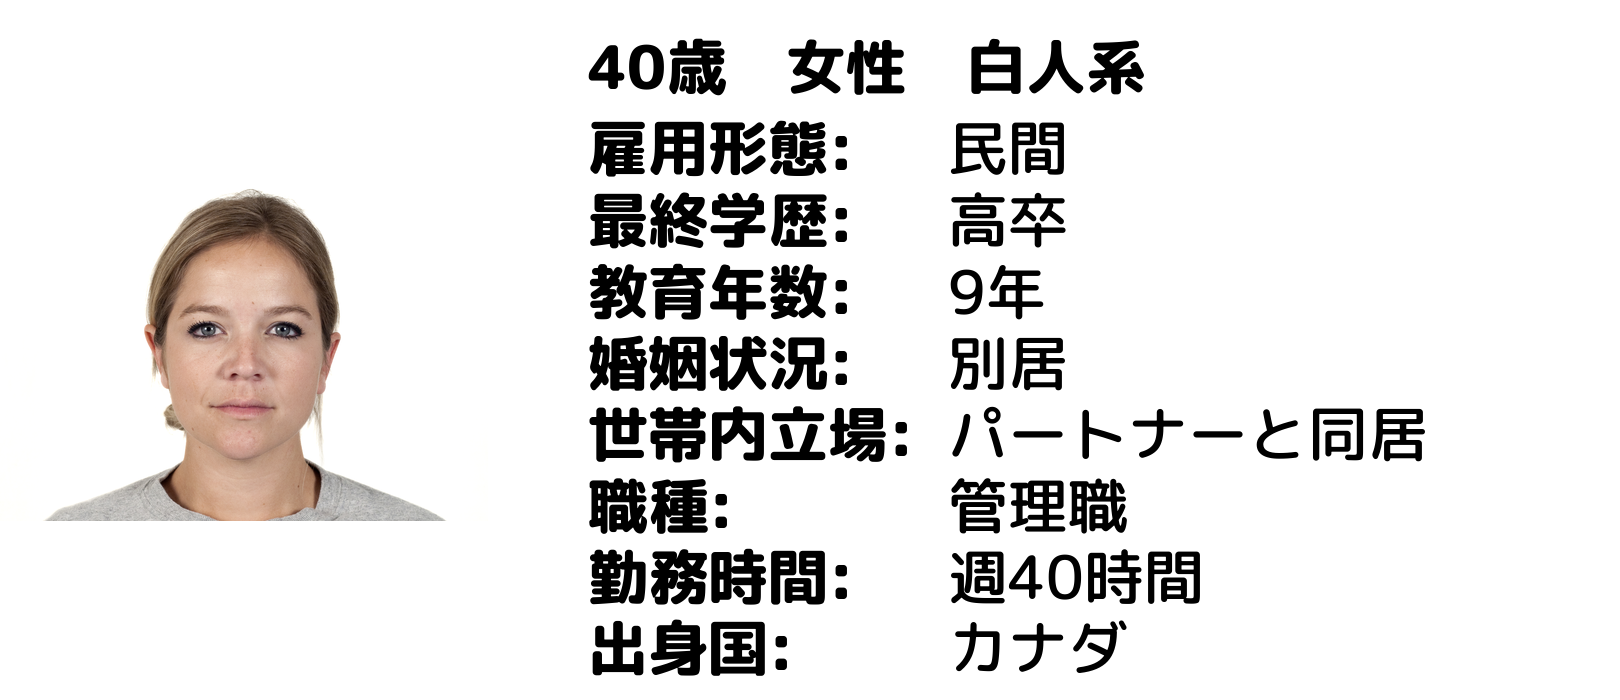 40歳　女性　白人系
雇用形態:　民間
最終学歴:　高卒
教育年数:　9年
婚姻状況:　別居
世帯内立場:　パートナーと同居
職種:　管理職
勤務時間:　週40時間
出身国:　カナダ